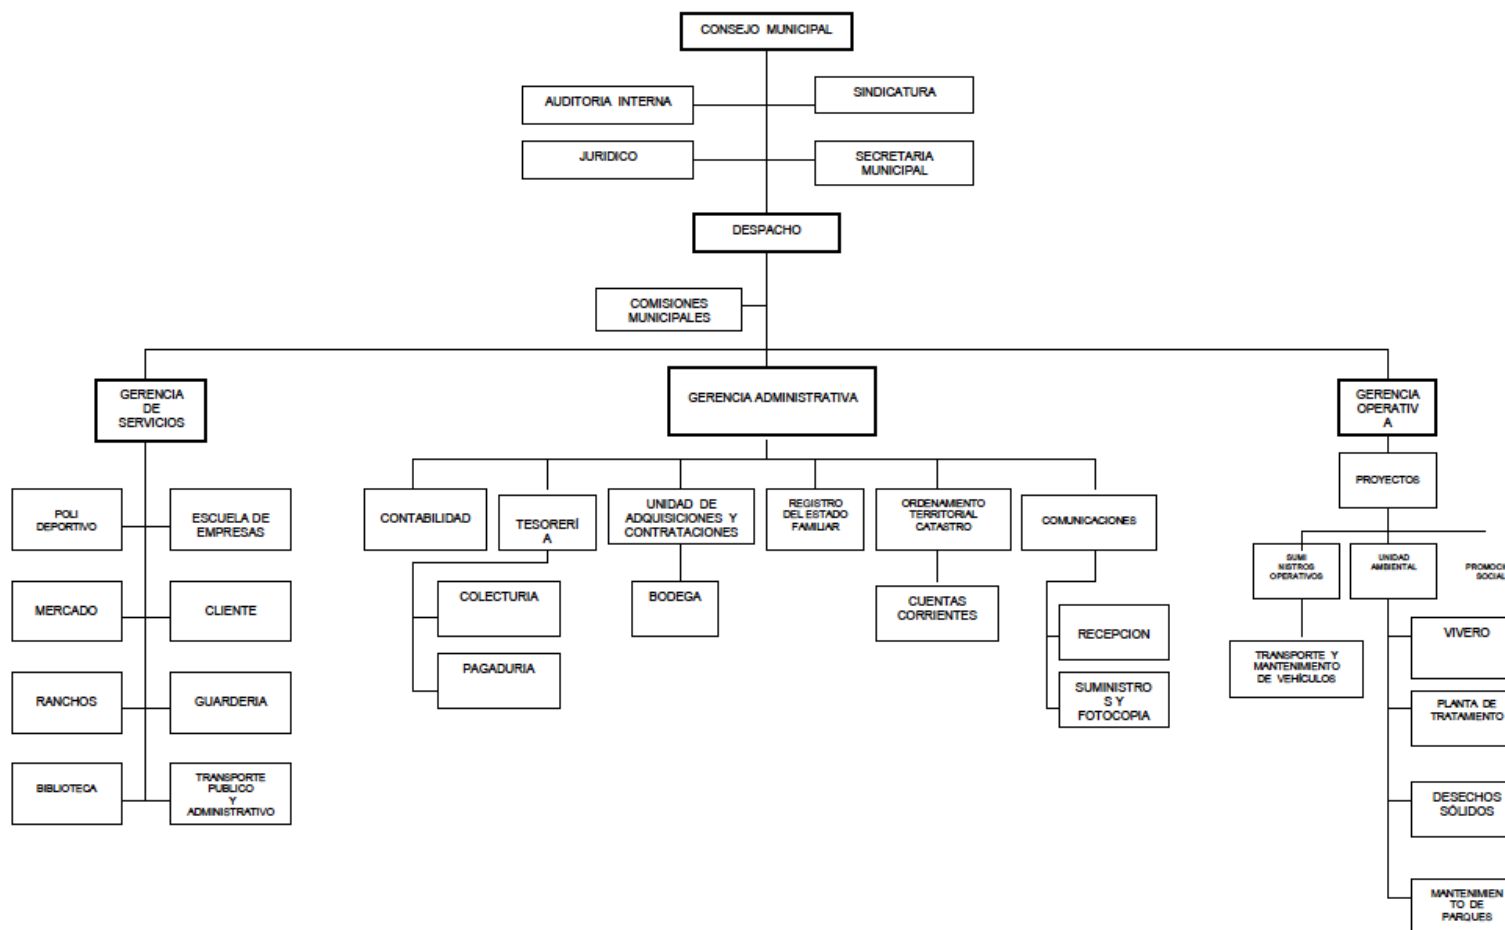 CONSEJO MUNICIPAL
AUDITORIA INTERNA
SINDICATURA
JURIDICO
SECRETARIA
MUNICIPAL
DESPACHO
COMISIONES
MUNICIPALES
GERENCIA
DE
SERVICIOS
GERENCIA ADMINISTRATIVA
GERENCIA
OPERATIV
A
POLI
DEPORTIVO
ESCUELA DE
EMPRESAS
MERCADO
CLIENTE
RANCHOS
GUARDERIA
BIBLIOTECA
TRANSPORTE
PUBLICO
Y
ADMINISTRATIVO
CONTABILIDAD
TESORERÍ
A
UNIDAD DE
ADQUISICIONES Y
CONTRATACIONES
REGISTRO
DEL ESTADO
FAMILIAR
ORDENAMIENTO
TERRITORIAL
CATASTRO
COMUNICACIONES
COLECTURIA
PAGADURIA
BODEGA
CUENTAS
CORRIENTES
RECEPCION
SUMINISTRO
S Y
FOTOCOPIA
PROYECTOS
SUMI
NISTROS
OPERATIVOS
UNIDAD
AMBIENTAL
PROMOCI
SOCIAL
TRANSPORTE Y
MANTENIMIENTO
DE VEHÍCULOS
VIVERO
PLANTA DE
TRATAMIENTO
DESECHOS
SÓLIDOS
MANTENIMIEN
TO DE
PARQUES